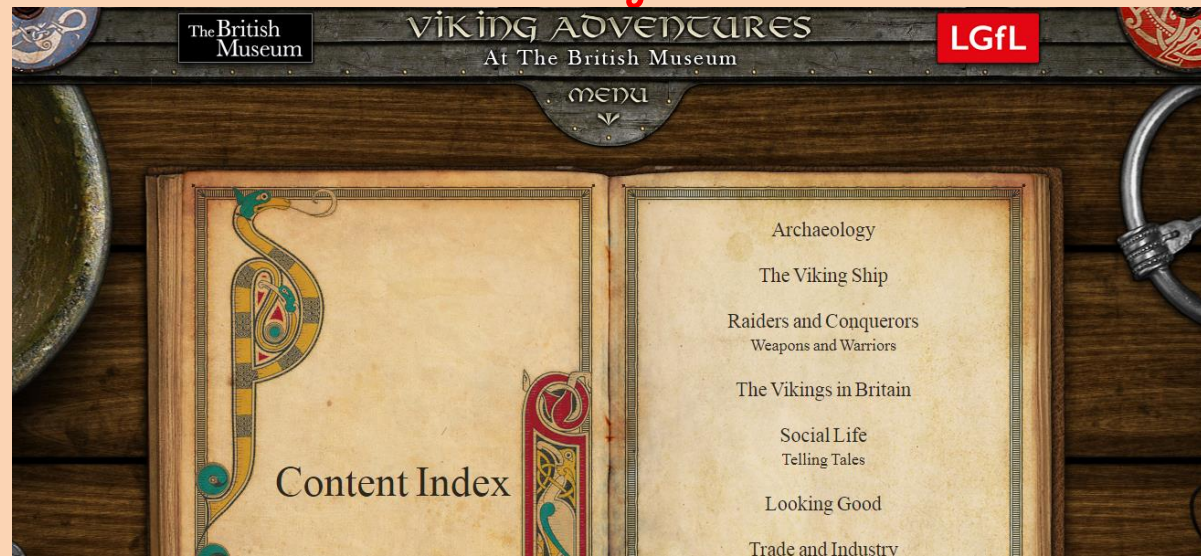 The British
Museum
VIKING ADVENTURES
At The British Museum
LGfL
MENU
Content Index
Archaeology
The Viking Ship
Raiders and Conquerors
Weapons and Warriors
The Vikings in Britain
Social Life
Telling Tales
Looking Good
Trade and Industry